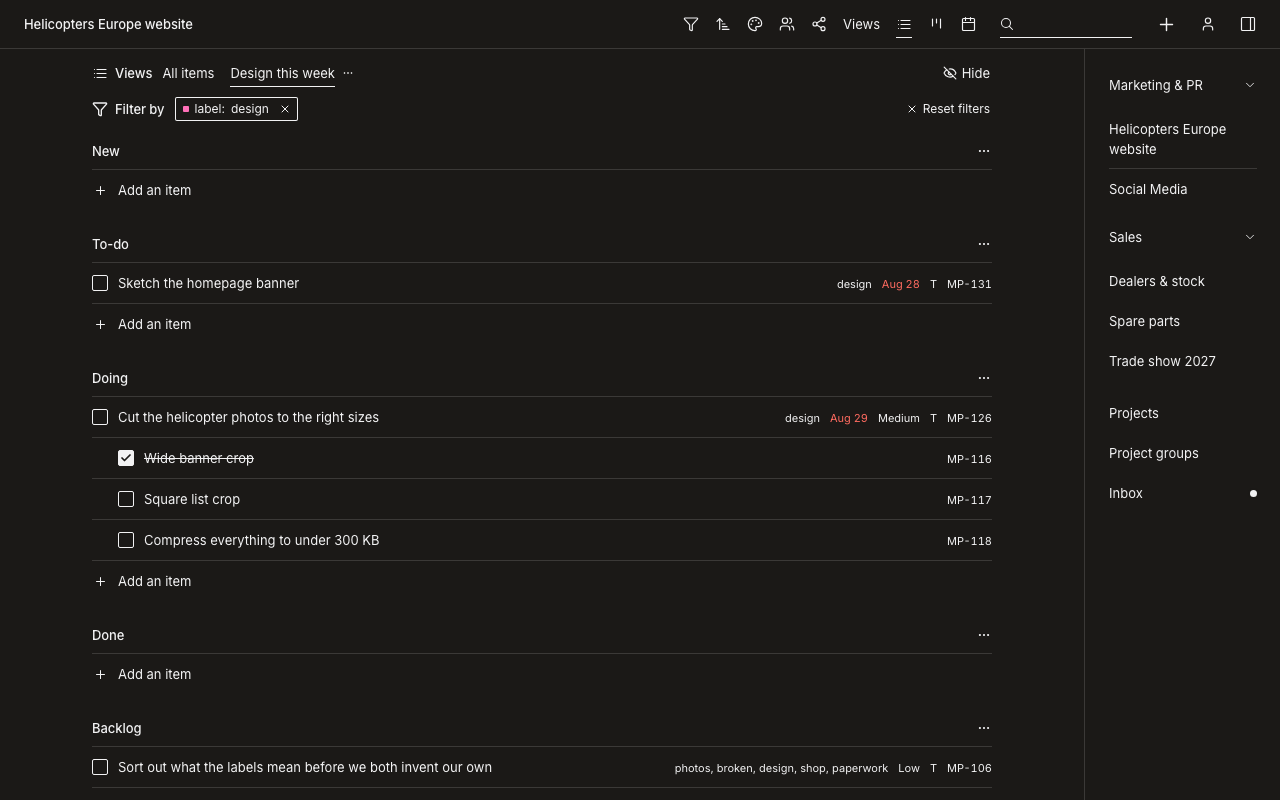 Helicopters Europe website
Views
Views All items Design this week ...
Hide
Filter by label: design
Reset filters
New
Add an item
To-do
Sketch the homepage banner design Aug 28 T MP-131
Add an item
Doing
Cut the helicopter photos to the right sizes design Aug 29 Medium T MP-126
Wide banner crop MP-116
Square list crop MP-117
Compress everything to under 300 KB MP-118
Add an item
Done
Add an item
Backlog
Sort out what the labels mean before we both invent our own photos, broken, design, shop, paperwork Low T MP-106
Marketing & PR
Helicopters Europe
website
Social Media
Sales
Dealers & stock
Spare parts
Trade show 2027
Projects
Project groups
Inbox